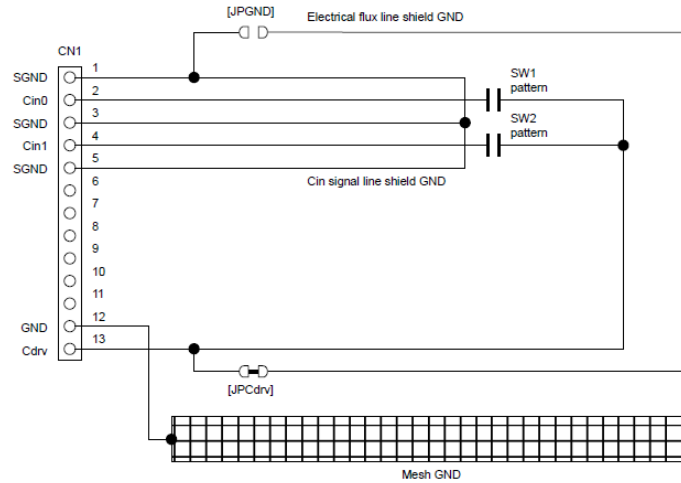 [JPGND]
Electrical flux line shield GND
CN1
1
SGND
SW1
pattern
2
Cin0
3
SGND
SW2
pattern
4
Cin1
5
SGND
Cin signal line shield GND
6
7
8
9
10
11
12
GND
13
Cdrv
[JPCdrv]
Mesh GND